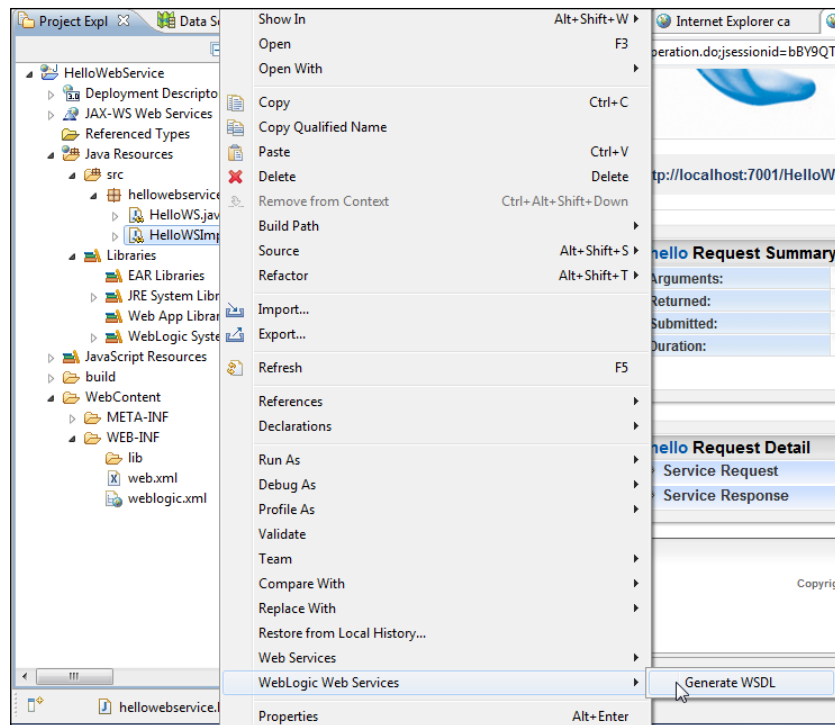 Project Expl
Data S
Internet Explorer ca
peration.do;jsessionid=bBY9QT
HelloWebService
Deployment Descripto
JAX-WS Web Services
Referenced Types
Java Resources
src
hellowebservice
HelloWS.jav
HelloWSImp
Libraries
EAR Libraries
JRE System Libr
Web App Librar
WebLogic Syste
JavaScript Resources
build
WebContent
META-INF
WEB-INF
lib
web.xml
weblogic.xml
hellowebservice.
Show In Alt+Shift+W
Open F3
Open With
Copy Ctrl+C
Copy Qualified Name
Paste Ctrl+V
Delete Delete
Remove from Context Ctrl+Alt+Shift+Down
Build Path
Source Alt+Shift+S
Refactor Alt+Shift+T
Import...
Export...
Refresh F5
References
Declarations
Run As
Debug As
Profile As
Validate
Team
Compare With
Replace With
Restore from Local History...
Web Services
WebLogic Web Services
Properties Alt+Enter
Generate WSDL
tp://localhost:7001/HelloW
hello Request Summary
Arguments:
Returned:
Submitted:
Duration:
hello Request Detail
Service Request
Service Response
Copyrig